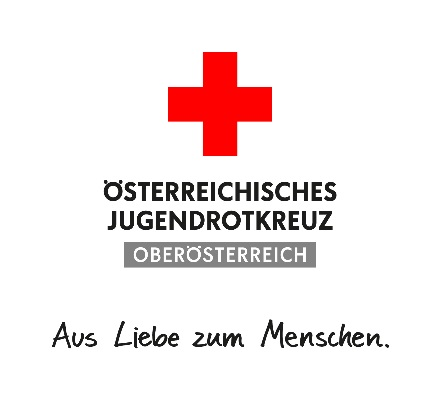 ÖSTERREICHISCHES
JUGENDROTKREUZ
OBERÖSTERREICH
Aus Liebe zum Menschen.